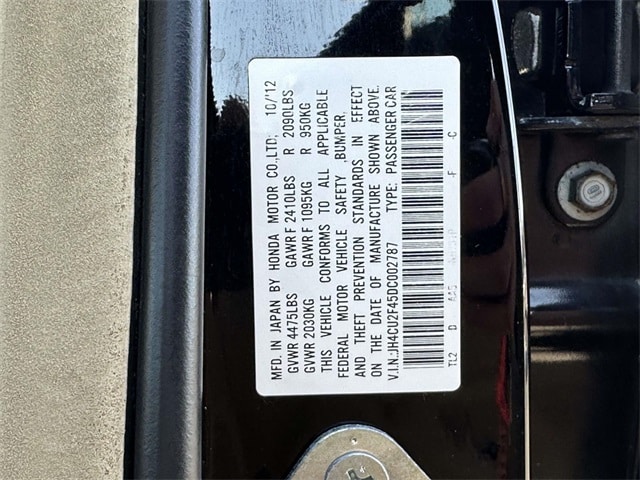 MFD. IN JAPAN BY HONDA MOTOR CO.,LTD. 10/'12
GVWR 4475LBS GAWR F 2410LBS R 2090LBS
GVWR 2030KG GAWR F 1095KG R 950KG
THIS VEHICLE CONFORMS TO ALL APPLICABLE
FEDERAL MOTOR VEHICLE SAFETY ,BUMPER,
AND THEFT PREVENTION STANDARDS IN EFFECT
ON THE DATE OF MANUFACTURE SHOWN ABOVE.
V.I.N.:JH4CU2F45DC002787 TYPE: PASSENGER CAR
TL2 D -F -C